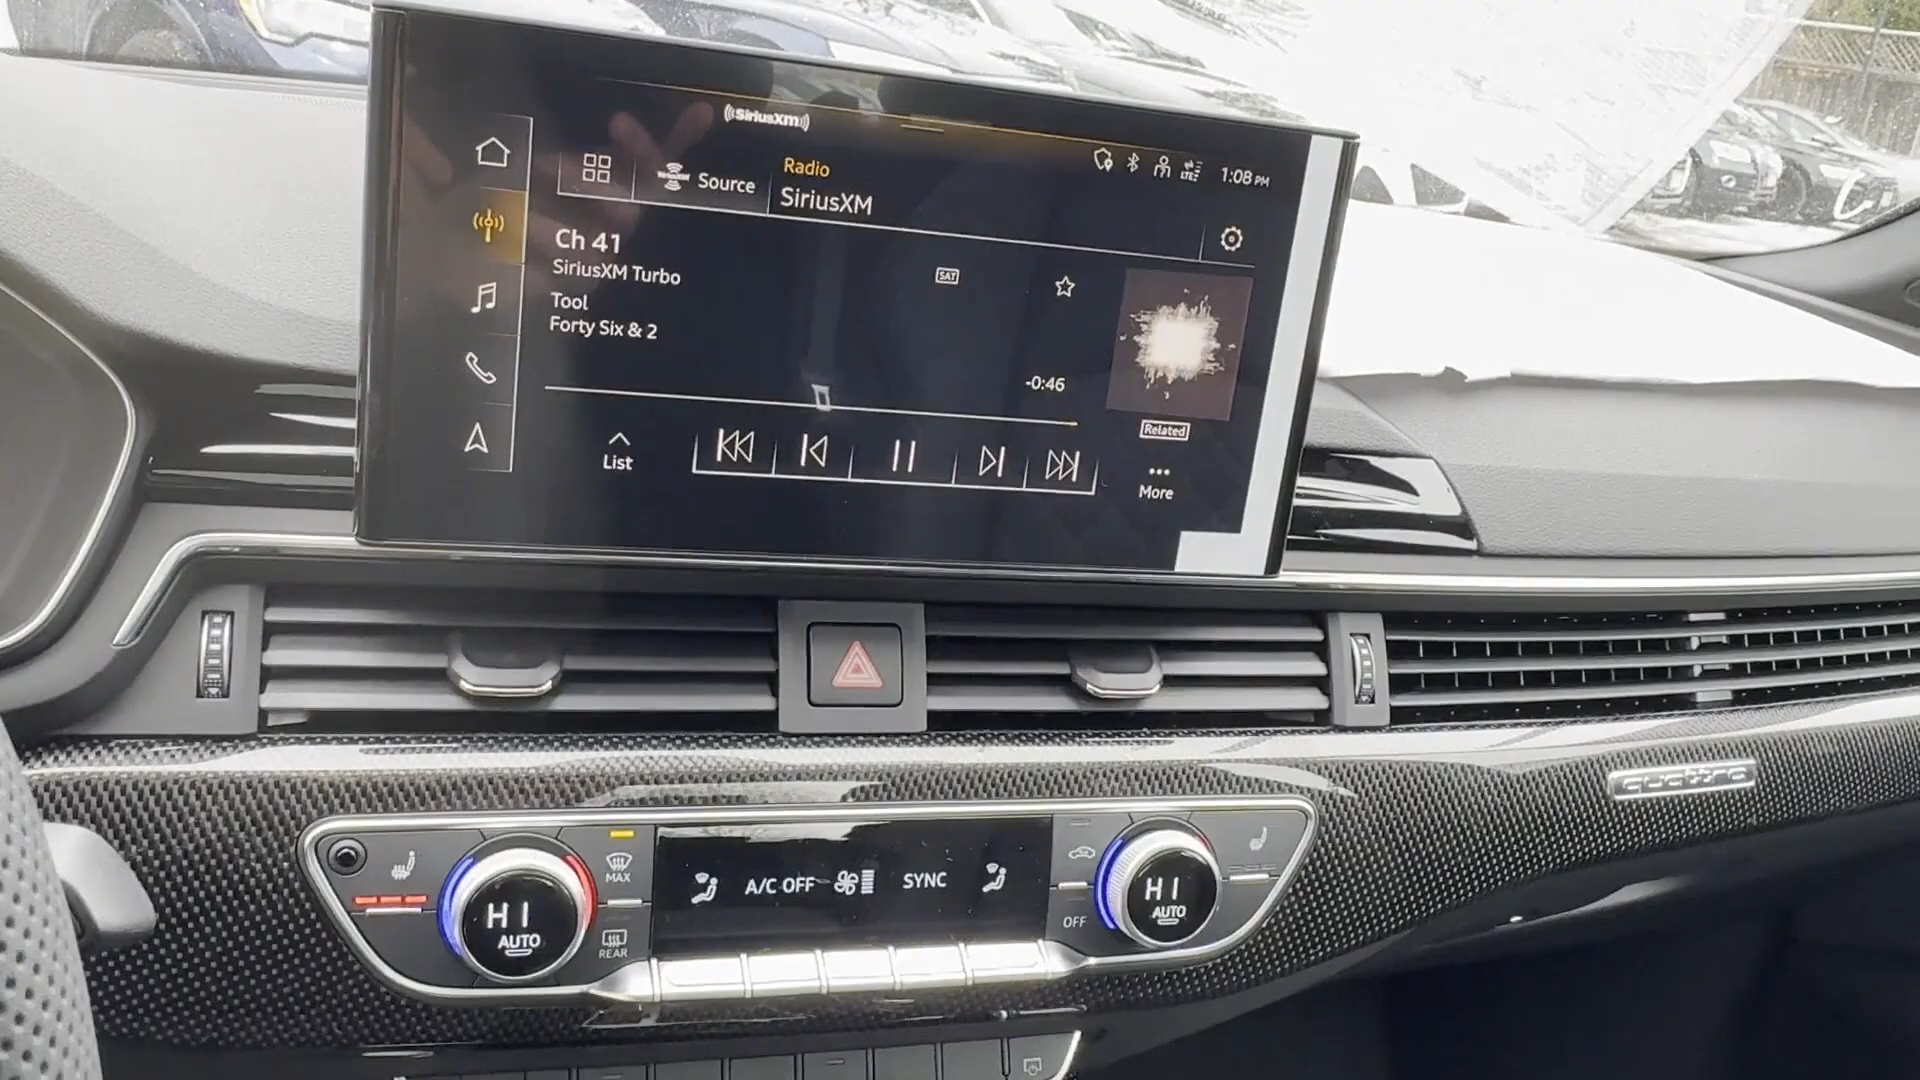 ((SiriusXM))
Source
Radio
SiriusXM
LTE
1:08 PM
Ch 41
SiriusXM Turbo
SAT
Tool
Forty Six & 2
-0:46
Related
List
More
quattro
MAX
REAR
HI
AUTO
A/C OFF
SYNC
OFF
HI
AUTO